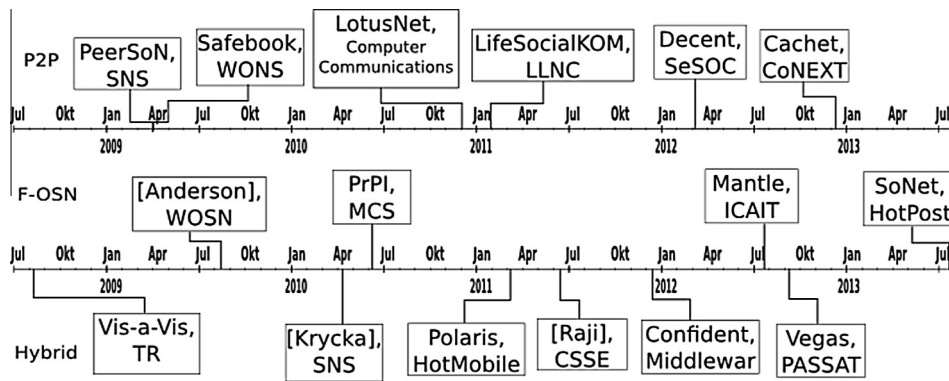 P2P
PeerSoN,
SNS
Safebook,
WONS
LotusNet,
Computer
Communications
LifeSocialKOM,
LLNC
Decent,
SeSOC
Cachet,
CoNEXT
Jul Okt Jan Apr Jul Okt Jan Apr Jul Okt Jan Apr Jul Okt Jan Apr Jul Okt Jan Apr Jul
2009 2010 2011 2012 2013
F-OSN
[Anderson],
WOSN
PrPl,
MCS
Mantle,
ICAIT
SoNet,
HotPost
Jul Okt Jan Apr Jul Okt Jan Apr Jul Okt Jan Apr Jul Okt Jan Apr Jul Okt Jan Apr Jul
2009 2010 2011 2012 2013
Hybrid
Vis-a-Vis,
TR
[Krycka],
SNS
Polaris,
HotMobile
[Raji],
CSSE
Confident,
Middlewar
Vegas,
PASSAT